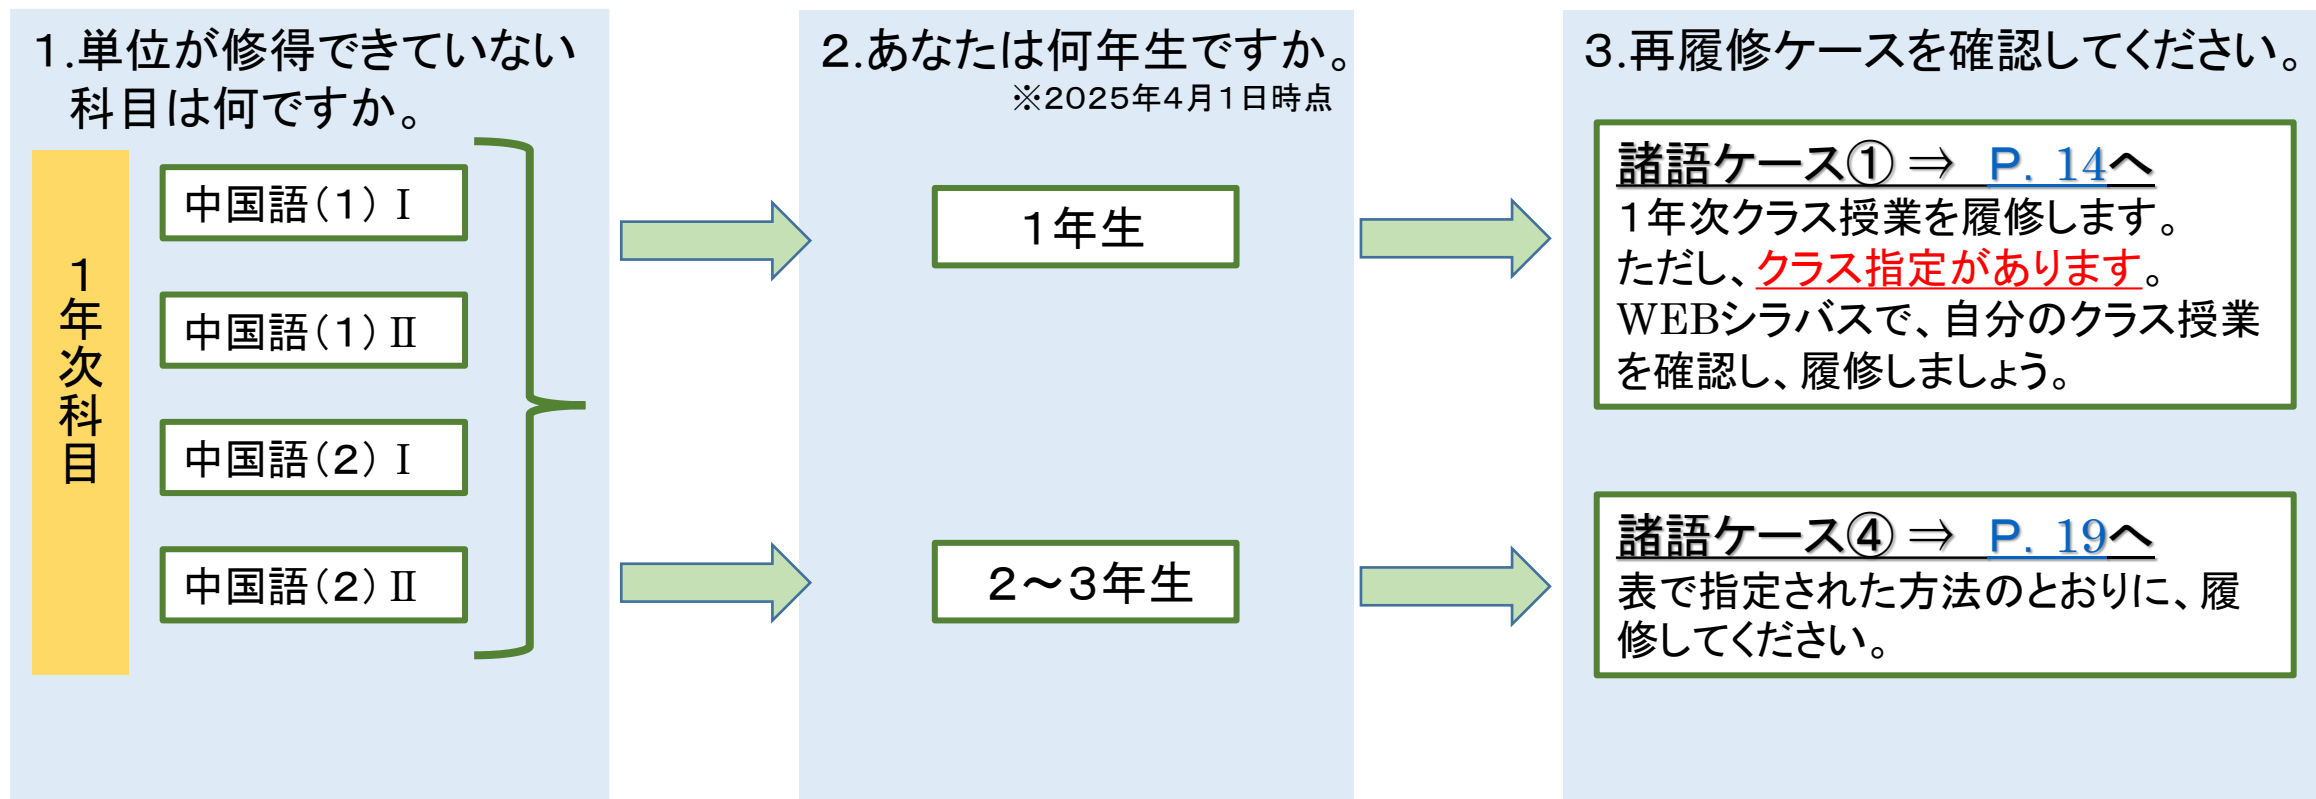 １.単位が修得できていない
科目は何ですか。
１年次科目
中国語（１）Ⅰ
中国語（１）Ⅱ
中国語（２）Ⅰ
中国語（２）Ⅱ
２.あなたは何年生ですか。
※２０２５年４月１日時点
１年生
２～３年生
３.再履修ケースを確認してください。
諸語ケース① ⇒ Ｐ. 14へ
１年次クラス授業を履修します。
ただし、クラス指定があります。
WEBシラバスで、自分のクラス授業
を確認し、履修しましょう。
諸語ケース④ ⇒ Ｐ. 19へ
表で指定された方法のとおりに、履
修してください。